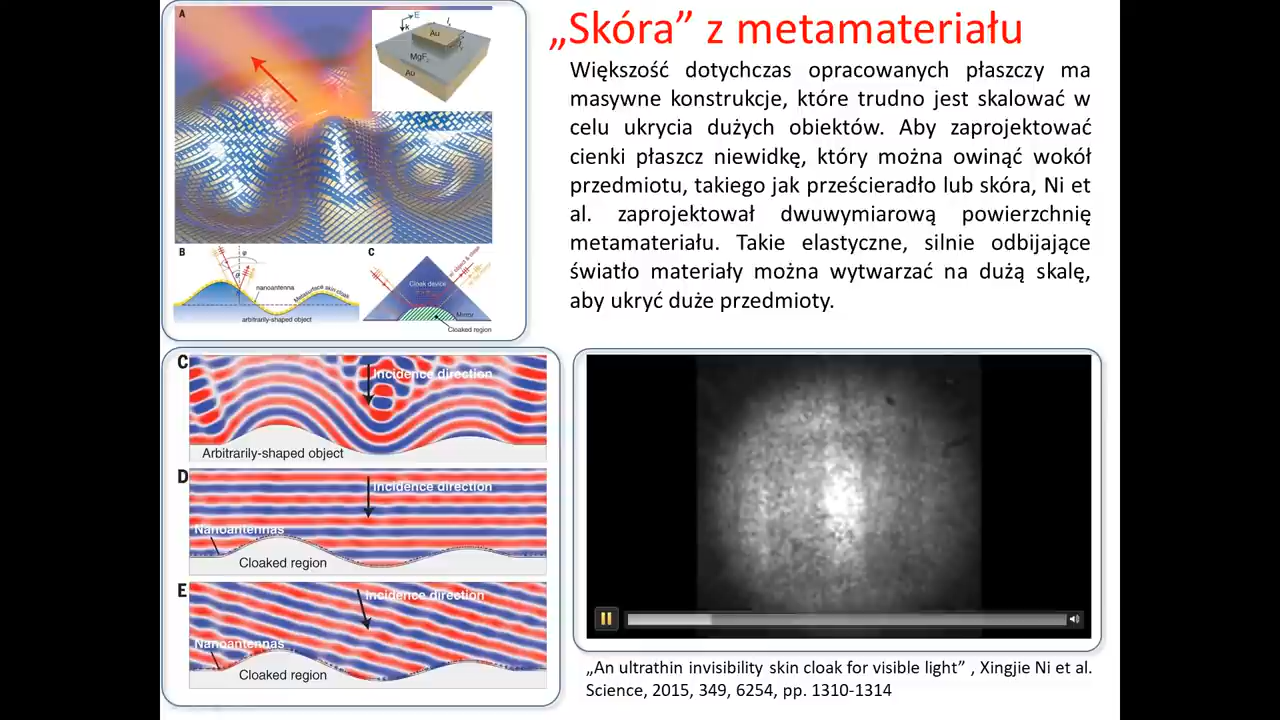 „Skóra” z metamateriału
Większość dotychczas opracowanych płaszczy ma
masywne konstrukcje, które trudno jest skalować w
celu ukrycia dużych obiektów. Aby zaprojektować
cienki płaszcz niewidkę, który można owinąć wokół
przedmiotu, takiego jak prześcieradło lub skóra, Ni et
al. zaprojektował dwuwymiarową powierzchnię
metamateriału. Takie elastyczne, silnie odbijające
światło materiały można wytwarzać na dużą skalę,
aby ukryć duże przedmioty.
A
E
k
Au
MgF2
Au
B
φ
nanoantenna
Metasurface skin cloak
arbitrarily-shaped object
C
Cloak device
Mirror
Cloaked region
C
Incidence direction
Arbitrarily-shaped object
D
Incidence direction
Nanoantennas
Cloaked region
E
Incidence direction
Nanoantennas
Cloaked region
„An ultrathin invisibility skin cloak for visible light” , Xingjie Ni et al.
Science, 2015, 349, 6254, pp. 1310-1314